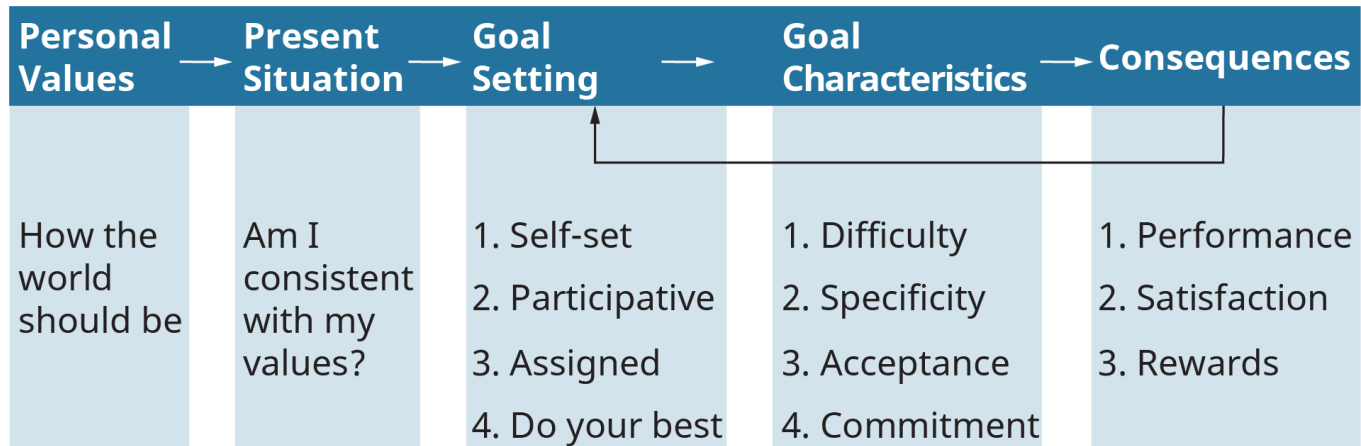 Personal
Values
Present
Situation
Goal
Setting
Goal
Characteristics
Consequences
How the
world
should be
Am I
consistent
with my
values?
1. Self-set
2. Participative
3. Assigned
4. Do your best
1. Difficulty
2. Specificity
3. Acceptance
4. Commitment
1. Performance
2. Satisfaction
3. Rewards